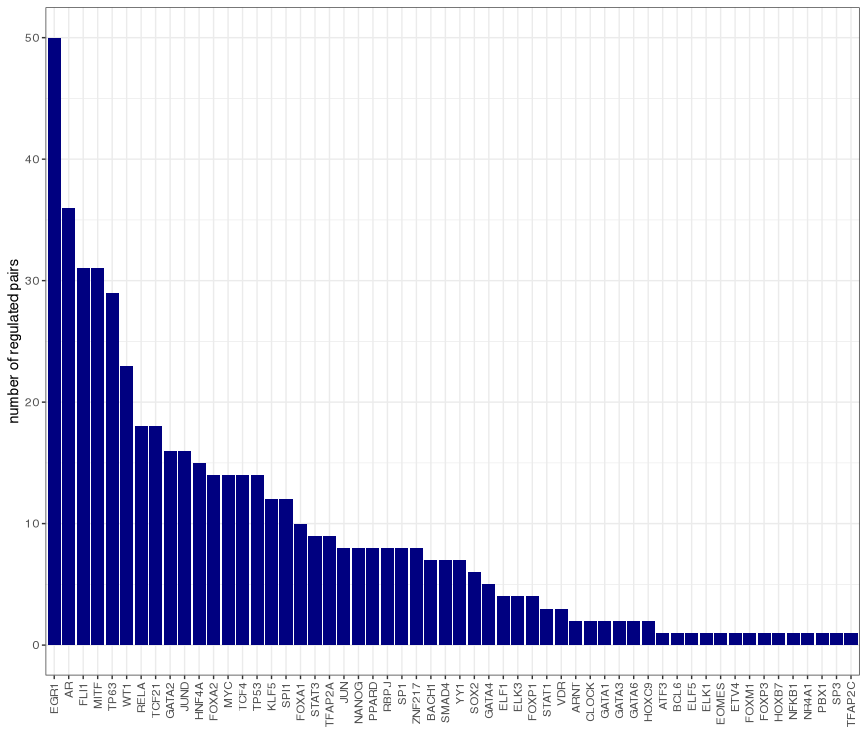 number of regulated pairs
50
40
30
20
10
0
EGR1
AR
FLI1
MITF
TP63
WT1
RELA
TCF21
GATA2
JUND
HNF4A
FOXA2
MYC
TCF4
TP53
KLF5
SPI1
FOXA1
STAT3
TFAP2A
JUN
NANOG
PPARD
RBPJ
SP1
ZNF217
BACH1
SMAD4
YY1
SOX2
GATA4
ELF1
ELK3
FOXP1
STAT1
VDR
ARNT
CLOCK
GATA1
GATA3
GATA6
HOXC9
ATF3
BCL6
ELF5
ELK1
EOMES
ETV4
FOXM1
FOXP3
HOXB7
NFKB1
NR4A1
PBX1
SP3
TFAP2C